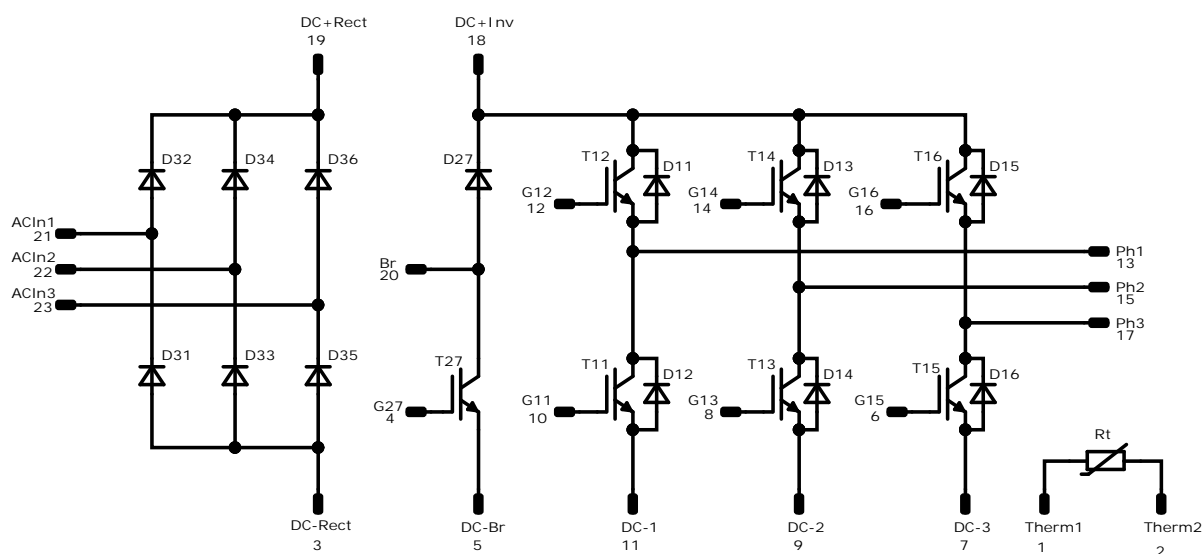 DC+Rect
19
DC+Inv
18
D32
D34
D36
D27
T12
D11
T14
D13
T16
D15
G12
12
G14
14
G16
16
ACIn1
21
ACIn2
22
ACIn3
23
Br
20
Ph1
13
Ph2
15
Ph3
17
D31
D33
D35
T27
T11
D12
T13
D14
T15
D16
G27
4
G11
10
G13
8
G15
6
Rt
DC-Rect
3
DC-Br
5
DC-1
11
DC-2
9
DC-3
7
Therm1
1
Therm2
2